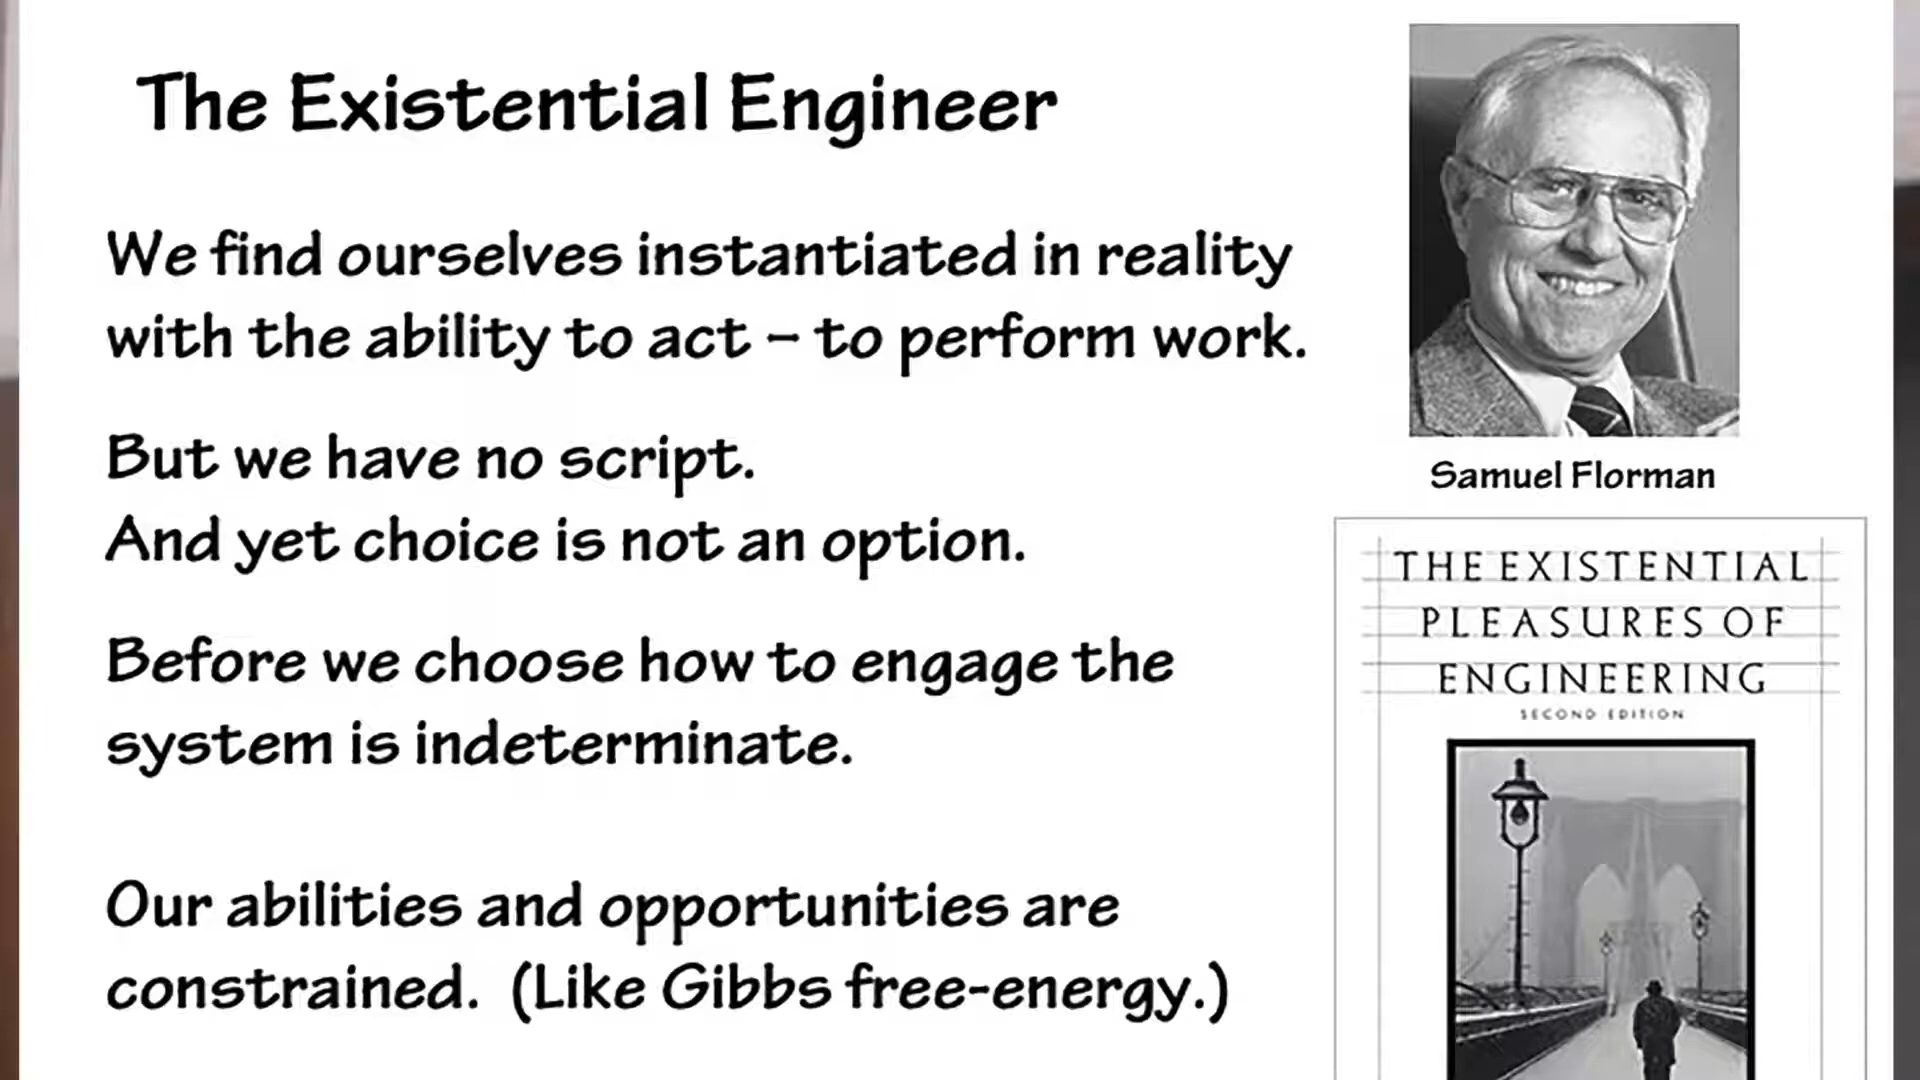 The Existential Engineer
We find ourselves instantiated in reality
with the ability to act – to perform work.
But we have no script.
And yet choice is not an option.
Before we choose how to engage the
system is indeterminate.
Our abilities and opportunities are
constrained. (Like Gibbs free-energy.)
Samuel Florman
THE EXISTENTIAL
PLEASURES OF
ENGINEERING
SECOND EDITION